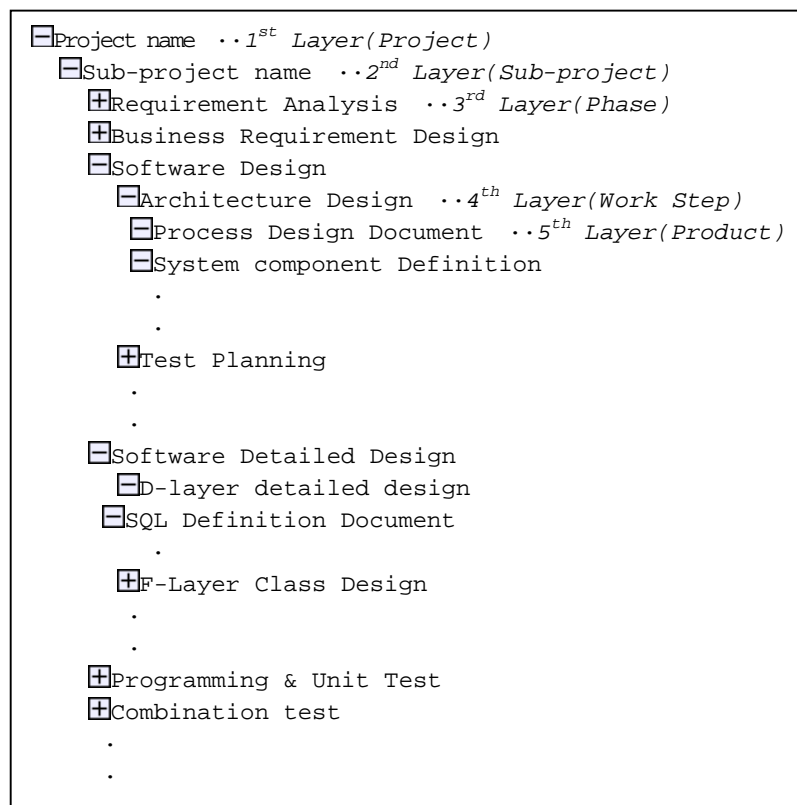 Project name ··1st Layer(Project)
Sub-project name ··2nd Layer(Sub-project)
Requirement Analysis ··3rd Layer(Phase)
Business Requirement Design
Software Design
Architecture Design ··4th Layer(Work Step)
Process Design Document ··5th Layer(Product)
System component Definition
.
.
Test Planning
.
.
Software Detailed Design
D-layer detailed design
SQL Definition Document
.
F-Layer Class Design
.
.
Programming & Unit Test
Combination test
.
.